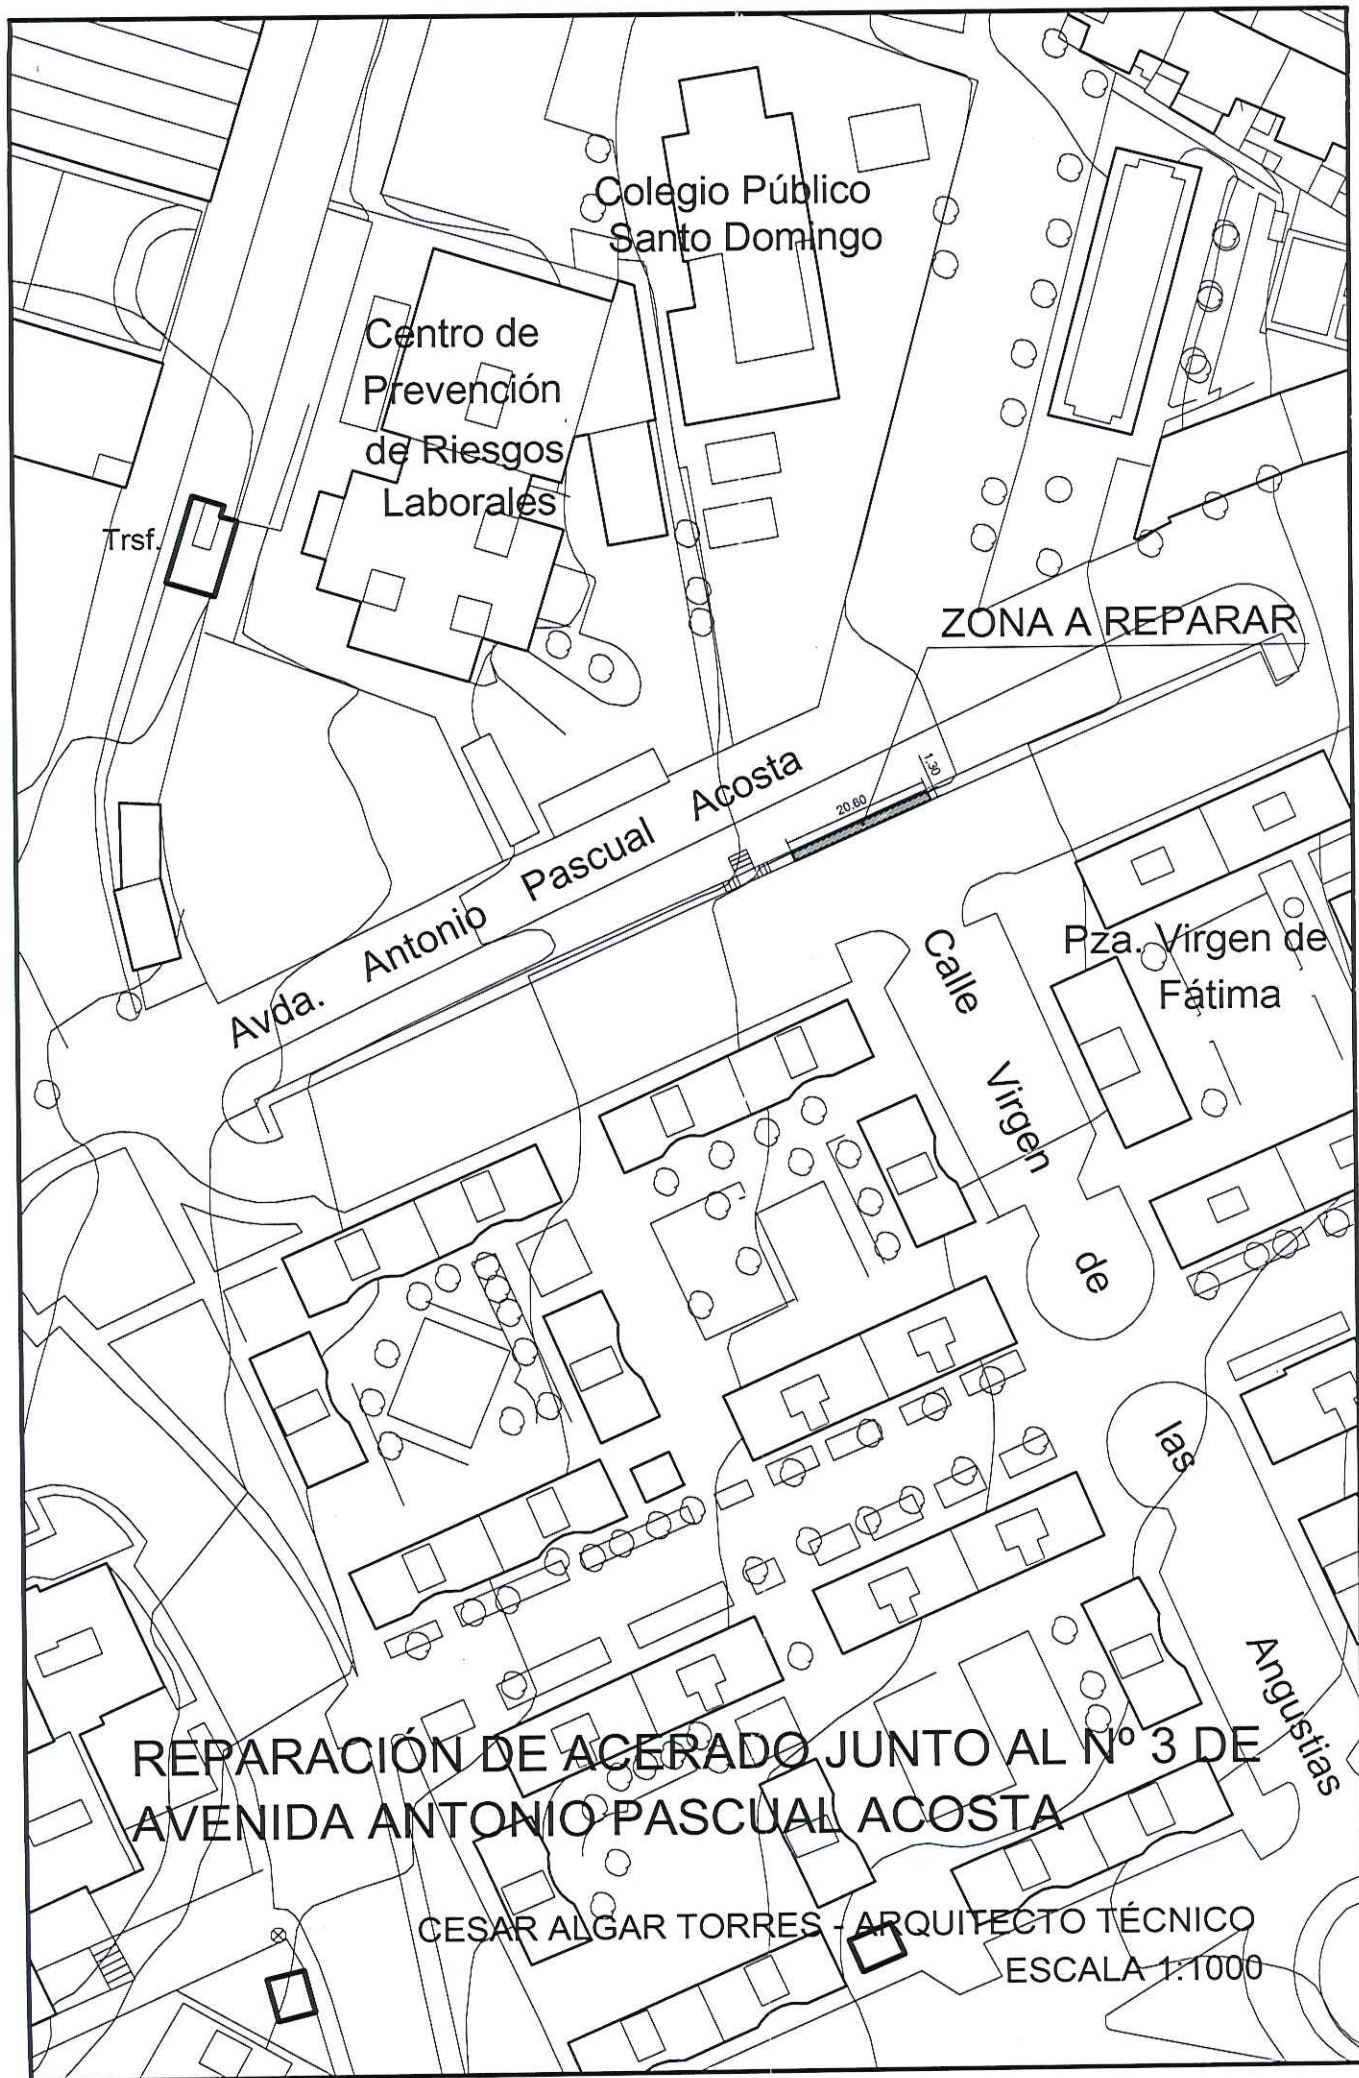 Colegio Público
Santo Domingo
Centro de
Prevención
de Riesgos
Laborales
Trsf.
ZONA A REPARAR
1.30
20.60
Avda. Antonio Pascual Acosta
Calle Virgen de las Angustias
Pza. Virgen de
Fátima
REPARACIÓN DE ACERADO JUNTO AL Nº 3 DE
AVENIDA ANTONIO PASCUAL ACOSTA
CESAR ALGAR TORRES - ARQUITECTO TÉCNICO
ESCALA 1:1000